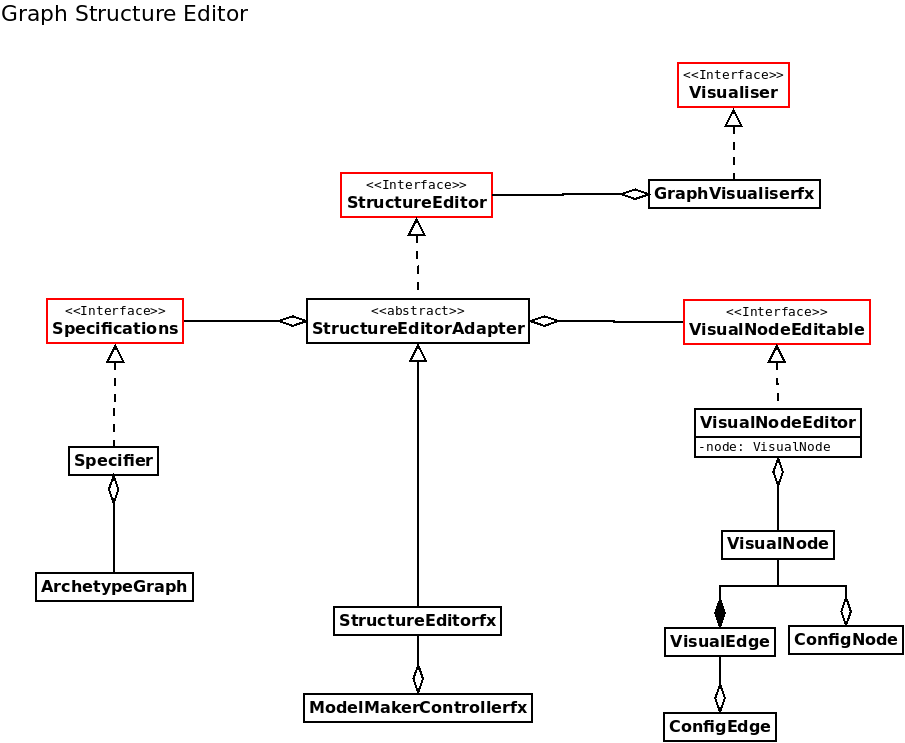 Graph Structure Editor
<<Interface>>
Visualiser
<<Interface>>
StructureEditor
GraphVisualiserfx
<<Interface>>
Specifications
<<abstract>>
StructureEditorAdapter
<<Interface>>
VisualNodeEditable
VisualNodeEditor
-node: VisualNode
Specifier
VisualNode
ArchetypeGraph
StructureEditorfx
VisualEdge
ConfigNode
ModelMakerControllerfx
ConfigEdge